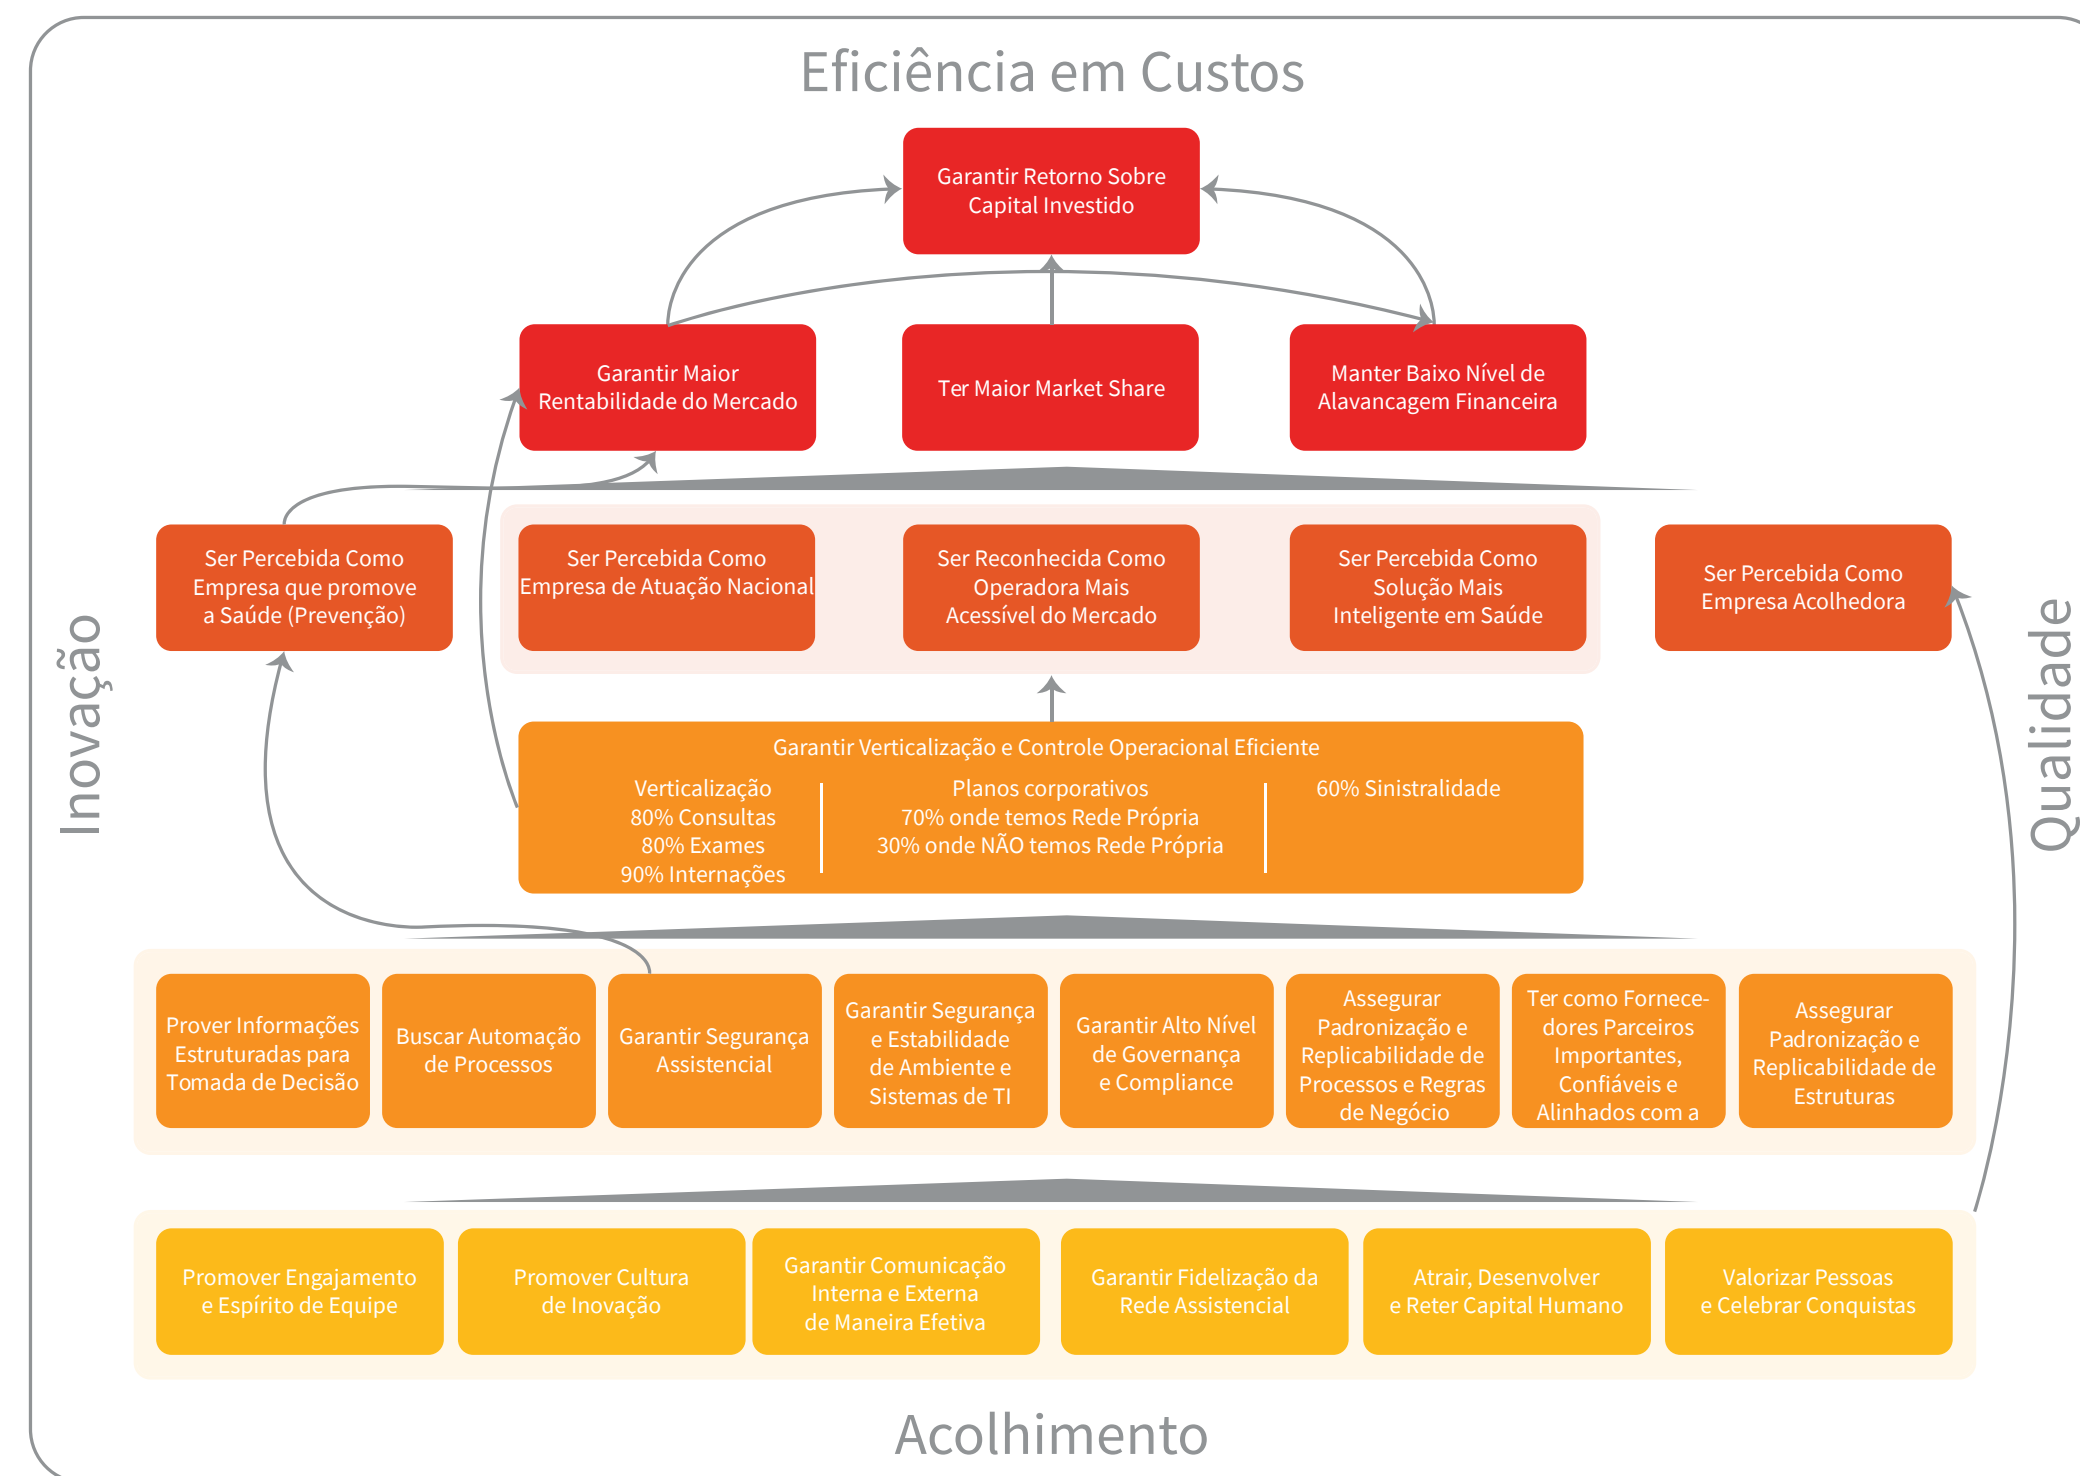 Eficiência em Custos
Garantir Retorno Sobre
Capital Investido
Garantir Maior
Rentabilidade do Mercado
Ter Maior Market Share
Manter Baixo Nível de
Alavancagem Financeira
Inovação
Ser Percebida Como
Empresa que promove
a Saúde (Prevenção)
Ser Percebida Como
Empresa de Atuação Nacional
Ser Reconhecida Como
Operadora Mais
Acessível do Mercado
Ser Percebida Como
Solução Mais
Inteligente em Saúde
Ser Percebida Como
Empresa Acolhedora
Qualidade
Garantir Verticalização e Controle Operacional Eficiente
Verticalização
80% Consultas
80% Exames
90% Internações
Planos corporativos
70% onde temos Rede Própria
30% onde NÃO temos Rede Própria
60% Sinistralidade
Prover Informações
Estruturadas para
Tomada de Decisão
Buscar Automação
de Processos
Garantir Segurança
Assistencial
Garantir Segurança
e Estabilidade
de Ambiente e
Sistemas de TI
Garantir Alto Nível
de Governança
e Compliance
Assegurar
Padronização e
Replicabilidade de
Processos e Regras
de Negócio
Ter como Fornece-
dores Parceiros
Importantes,
Confiáveis e
Alinhados com a
Assegurar
Padronização e
Replicabilidade de
Estruturas
Promover Engajamento
e Espírito de Equipe
Promover Cultura
de Inovação
Garantir Comunicação
Interna e Externa
de Maneira Efetiva
Garantir Fidelização da
Rede Assistencial
Atrair, Desenvolver
e Reter Capital Humano
Valorizar Pessoas
e Celebrar Conquistas
Acolhimento